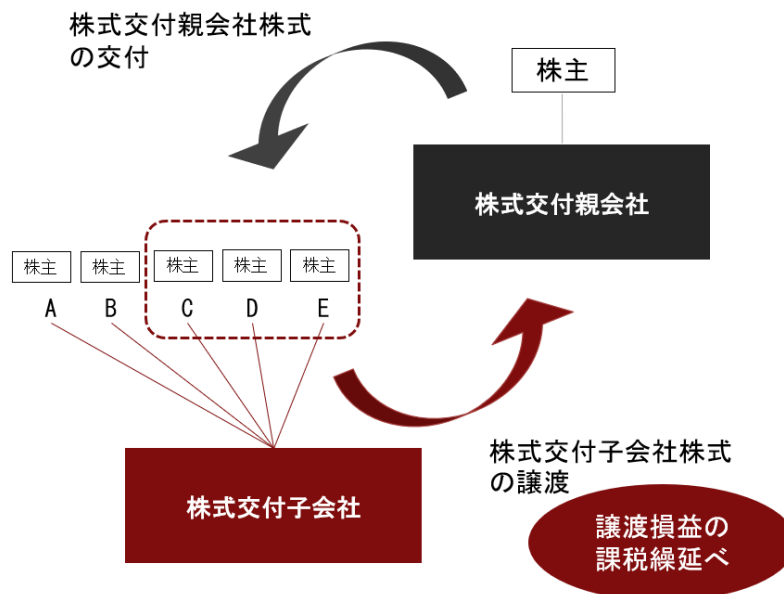 株式交付親会社株式
の交付
株主
株式交付親会社
株主 株主 株主 株主 株主
A B C D E
株式交付子会社
株式交付子会社株式
の譲渡
譲渡損益の
課税繰延べ